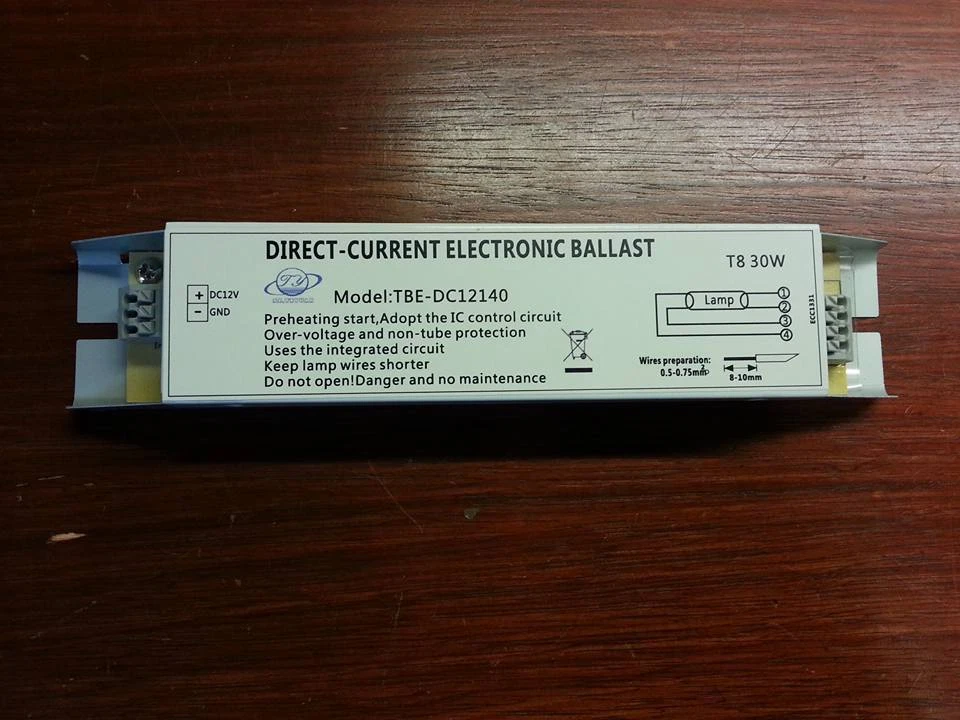 DIRECT-CURRENT ELECTRONIC BALLAST
T8 30W
+ DC12V
- GND
TY
Model:TBE-DC12140
Preheating start,Adopt the IC control circuit
Over-voltage and non-tube protection
Uses the integrated circuit
Keep lamp wires shorter
Do not open!Danger and no maintenance
Lamp
1
2
3
4
ECC1331
Wires preparation:
0.5-0.75mm²
8-10mm